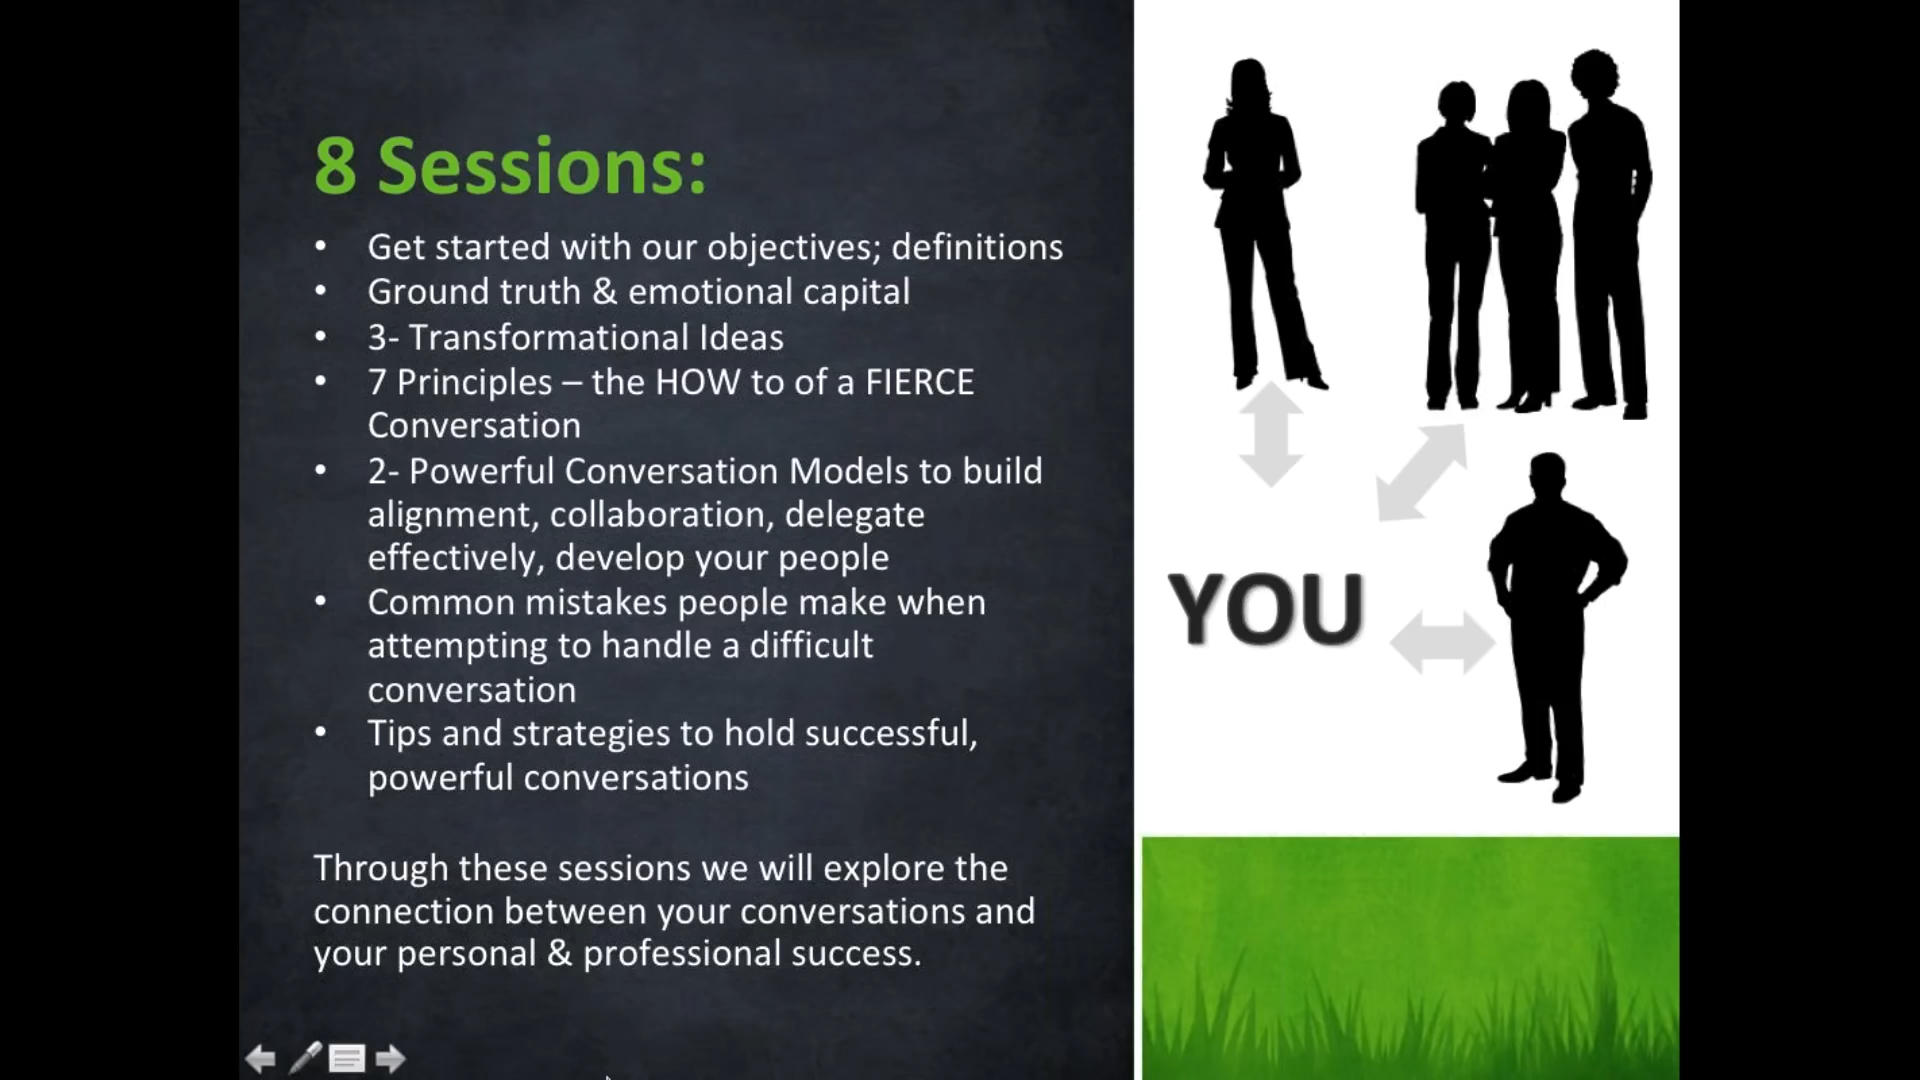 8 Sessions:
• Get started with our objectives; definitions
• Ground truth & emotional capital
• 3- Transformational Ideas
• 7 Principles – the HOW to of a FIERCE
Conversation
• 2- Powerful Conversation Models to build
alignment, collaboration, delegate
effectively, develop your people
• Common mistakes people make when
attempting to handle a difficult
conversation
• Tips and strategies to hold successful,
powerful conversations
Through these sessions we will explore the
connection between your conversations and
your personal & professional success.
YOU